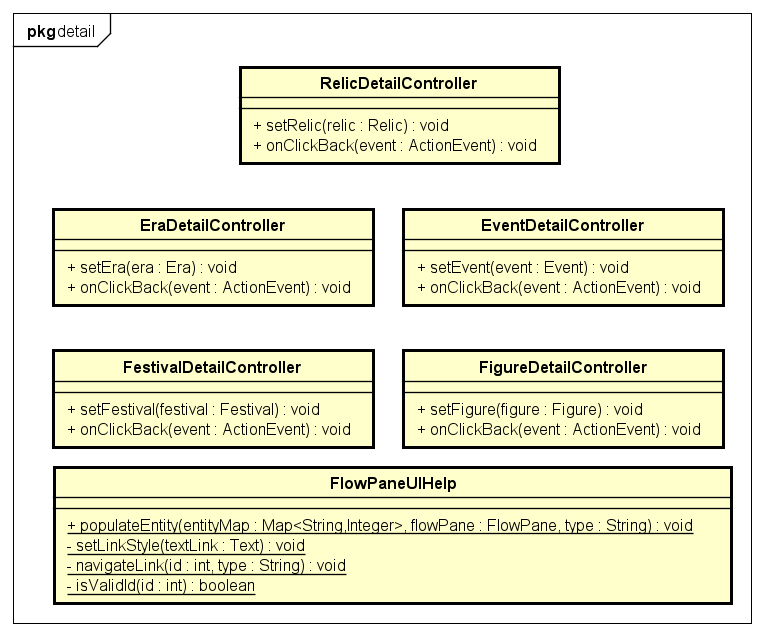 pkg detail
RelicDetailController
+ setRelic(relic : Relic) : void
+ onClickBack(event : ActionEvent) : void
EraDetailController
+ setEra(era : Era) : void
+ onClickBack(event : ActionEvent) : void
EventDetailController
+ setEvent(event : Event) : void
+ onClickBack(event : ActionEvent) : void
FestivalDetailController
+ setFestival(festival : Festival) : void
+ onClickBack(event : ActionEvent) : void
FigureDetailController
+ setFigure(figure : Figure) : void
+ onClickBack(event : ActionEvent) : void
FlowPaneUIHelp
+ populateEntity(entityMap : Map<String,Integer>, flowPane : FlowPane, type : String) : void
- setLinkStyle(textLink : Text) : void
- navigateLink(id : int, type : String) : void
- isValidId(id : int) : boolean